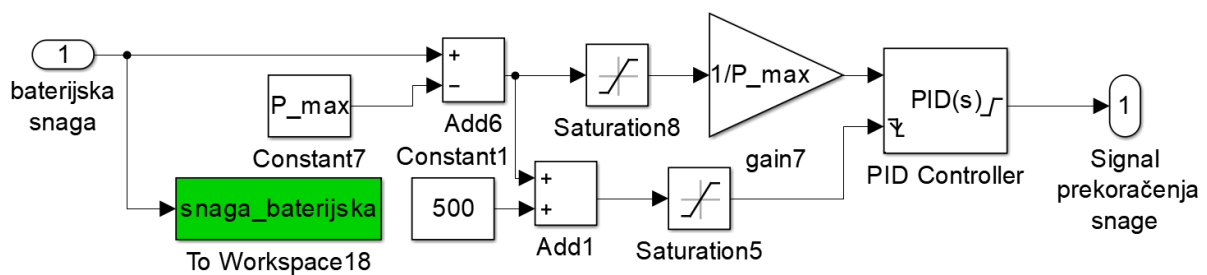 1
baterijska
snaga
P_max
Constant7
snaga_baterijska
To Workspace18
+
−
Add6
Constant1
500
+
+
Add1
Saturation8
Saturation5
1/P_max
gain7
PID(s)
PID Controller
1
Signal
prekoračenja
snage